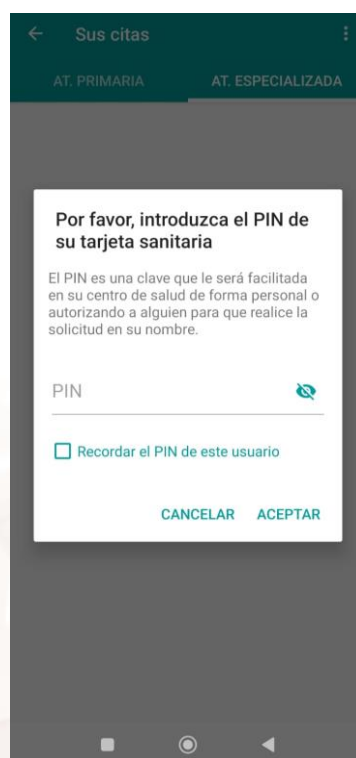 Sus citas
AT. PRIMARIA AT. ESPECIALIZADA
Por favor, introduzca el PIN de
su tarjeta sanitaria
El PIN es una clave que le será facilitada
en su centro de salud de forma personal o
autorizando a alguien para que realice la
solicitud en su nombre.
PIN
Recordar el PIN de este usuario
CANCELAR ACEPTAR